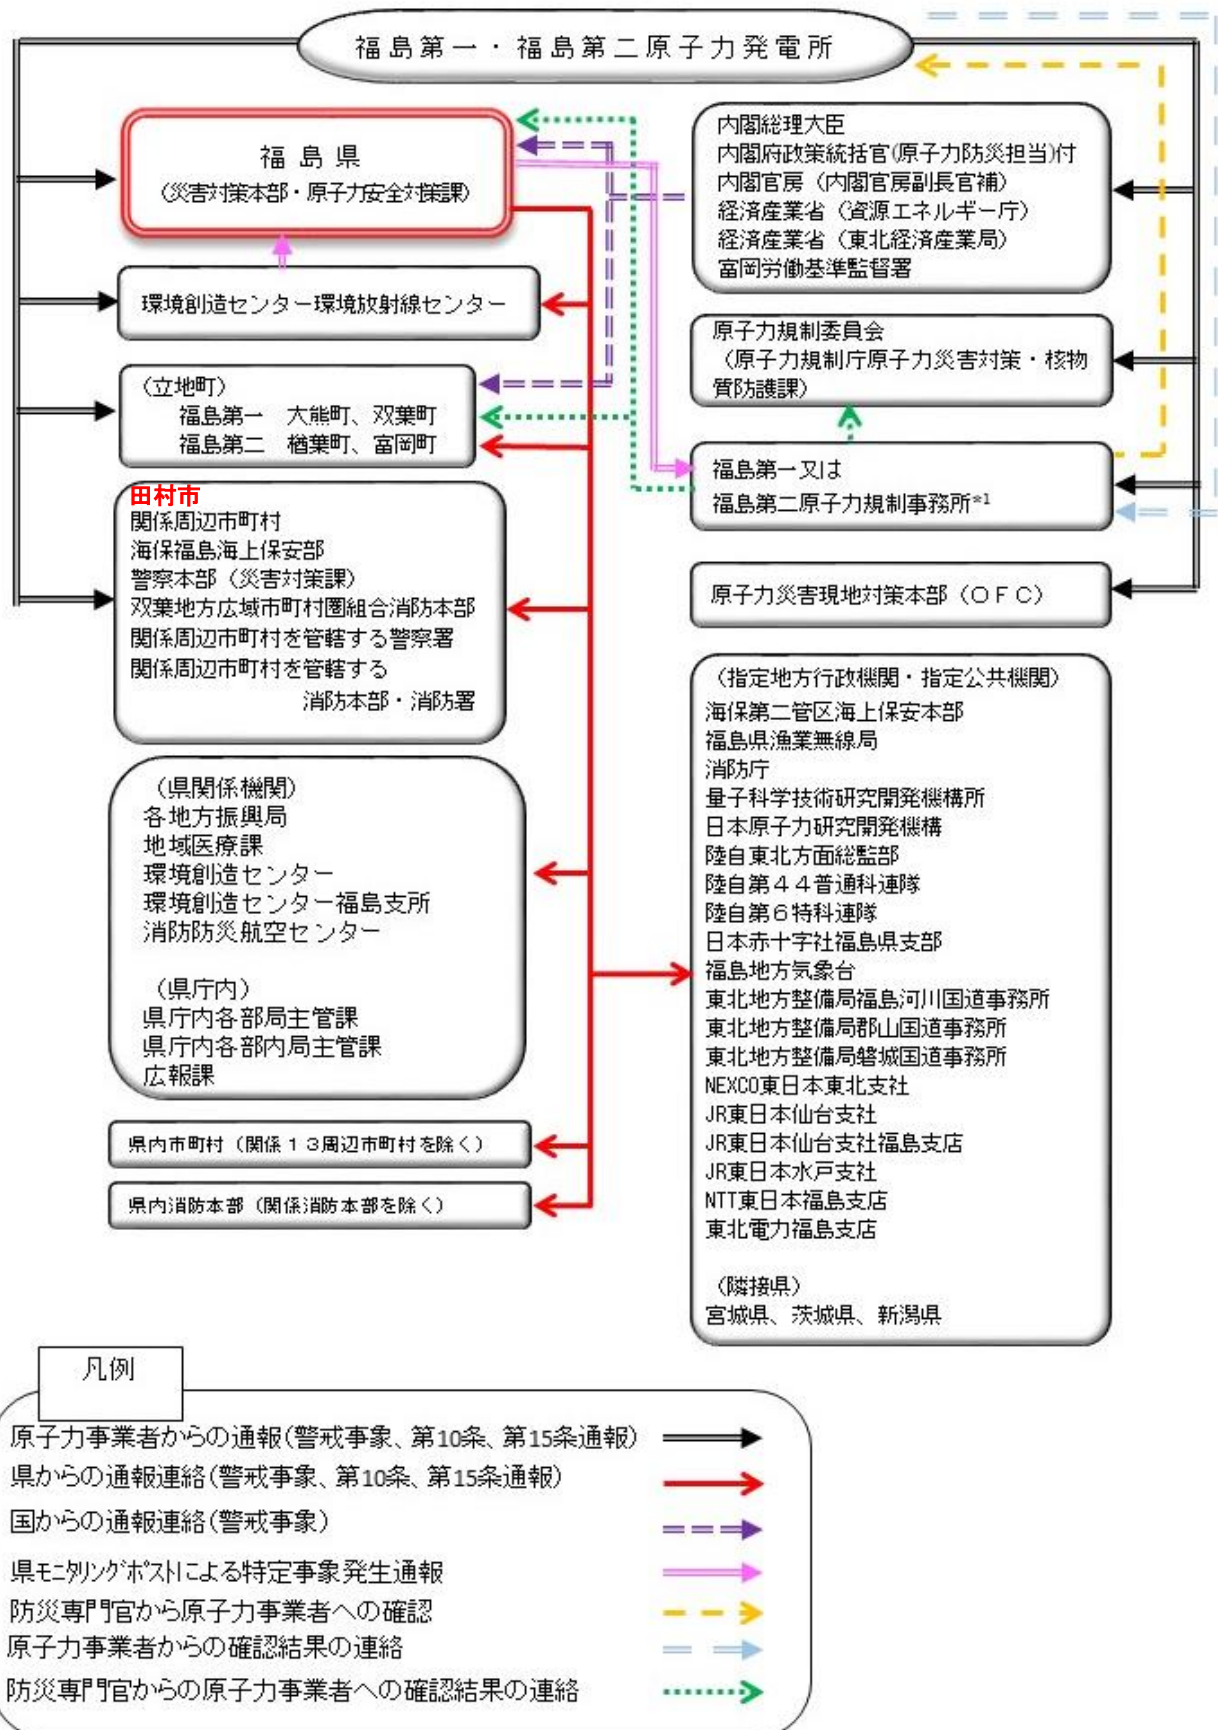 福島第一・福島第二原子力発電所
福島県
(災害対策本部・原子力安全対策課)
環境創造センター環境放射線センター
(立地町)
福島第一　大熊町、双葉町
福島第二　楢葉町、富岡町
田村市
関係周辺市町村
海保福島海上保安部
警察本部（災害対策課）
双葉地方広域市町村圏組合消防本部
関係周辺市町村を管轄する警察署
関係周辺市町村を管轄する
消防本部・消防署
（県関係機関）
各地方振興局
地域医療課
環境創造センター
環境創造センター福島支所
消防防災航空センター
（県庁内）
県庁内各部局主管課
県庁内各部内局主管課
広報課
県内市町村（関係１３周辺市町村を除く）
県内消防本部（関係消防本部を除く）
内閣総理大臣
内閣府政策統括官(原子力防災担当)付
内閣官房（内閣官房副長官補）
経済産業省（資源エネルギー庁）
経済産業省（東北経済産業局）
富岡労働基準監督署
原子力規制委員会
（原子力規制庁原子力災害対策・核物
質防護課）
福島第一又は
福島第二原子力規制事務所*1
原子力災害現地対策本部（ＯＦＣ）
（指定地方行政機関・指定公共機関）
海保第二管区海上保安本部
福島県漁業無線局
消防庁
量子科学技術研究開発機構所
日本原子力研究開発機構
陸自東北方面総監部
陸自第４４普通科連隊
陸自第６特科連隊
日本赤十字社福島県支部
福島地方気象台
東北地方整備局福島河川国道事務所
東北地方整備局郡山国道事務所
東北地方整備局磐城国道事務所
NEXCO東日本東北支社
JR東日本仙台支社
JR東日本仙台支社福島支店
JR東日本水戸支社
NTT東日本福島支店
東北電力福島支店
（隣接県）
宮城県、茨城県、新潟県
凡例
原子力事業者からの通報(警戒事象、第10条、第15条通報)
県からの通報連絡(警戒事象、第10条、第15条通報)
国からの通報連絡(警戒事象)
県ﾓﾆﾀﾘﾝｸﾞﾎﾟｽﾄによる特定事象発生通報
防災専門官から原子力事業者への確認
原子力事業者からの確認結果の連絡
防災専門官からの原子力事業者への確認結果の連絡